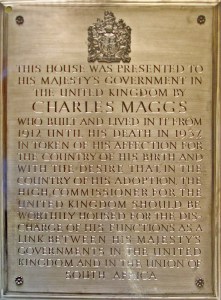 THIS HOUSE WAS PRESENTED TO
HIS MAJESTY'S GOVERNMENT IN
THE UNITED KINGDOM BY
CHARLES MAGGS
WHO BUILT AND LIVED IN IT FROM
1912 UNTIL HIS DEATH IN 1937
IN TOKEN OF HIS AFFECTION FOR
THE COUNTRY OF HIS BIRTH AND
WITH THE DESIRE THAT IN THE
COUNTRY OF HIS ADOPTION THE
HIGH COMMISSIONER FOR THE
UNITED KINGDOM SHOULD BE
WORTHILY HOUSED FOR THE DIS-
CHARGE OF HIS FUNCTIONS AS A
LINK BETWEEN HIS MAJESTY'S
GOVERNMENTS IN THE UNITED
KINGDOM AND IN THE UNION OF
SOUTH AFRICA